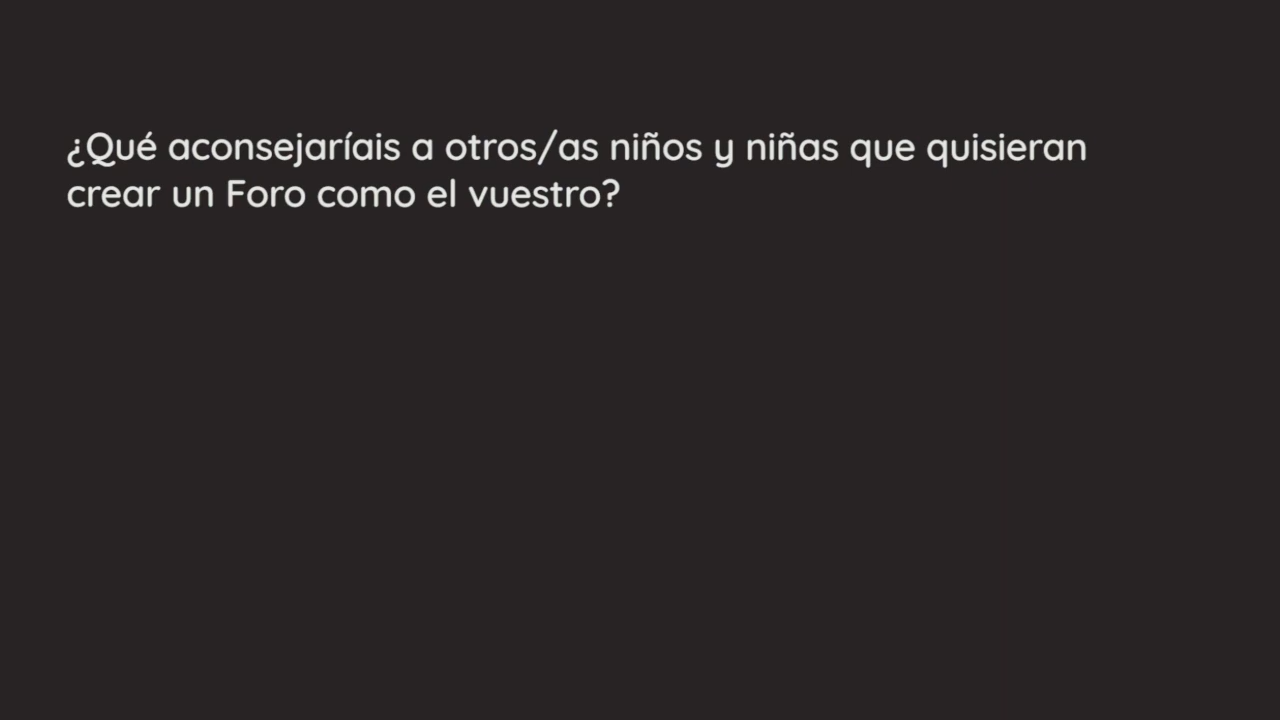 ¿Qué aconsejaríais a otros/as niños y niñas que quisieran
crear un Foro como el vuestro?